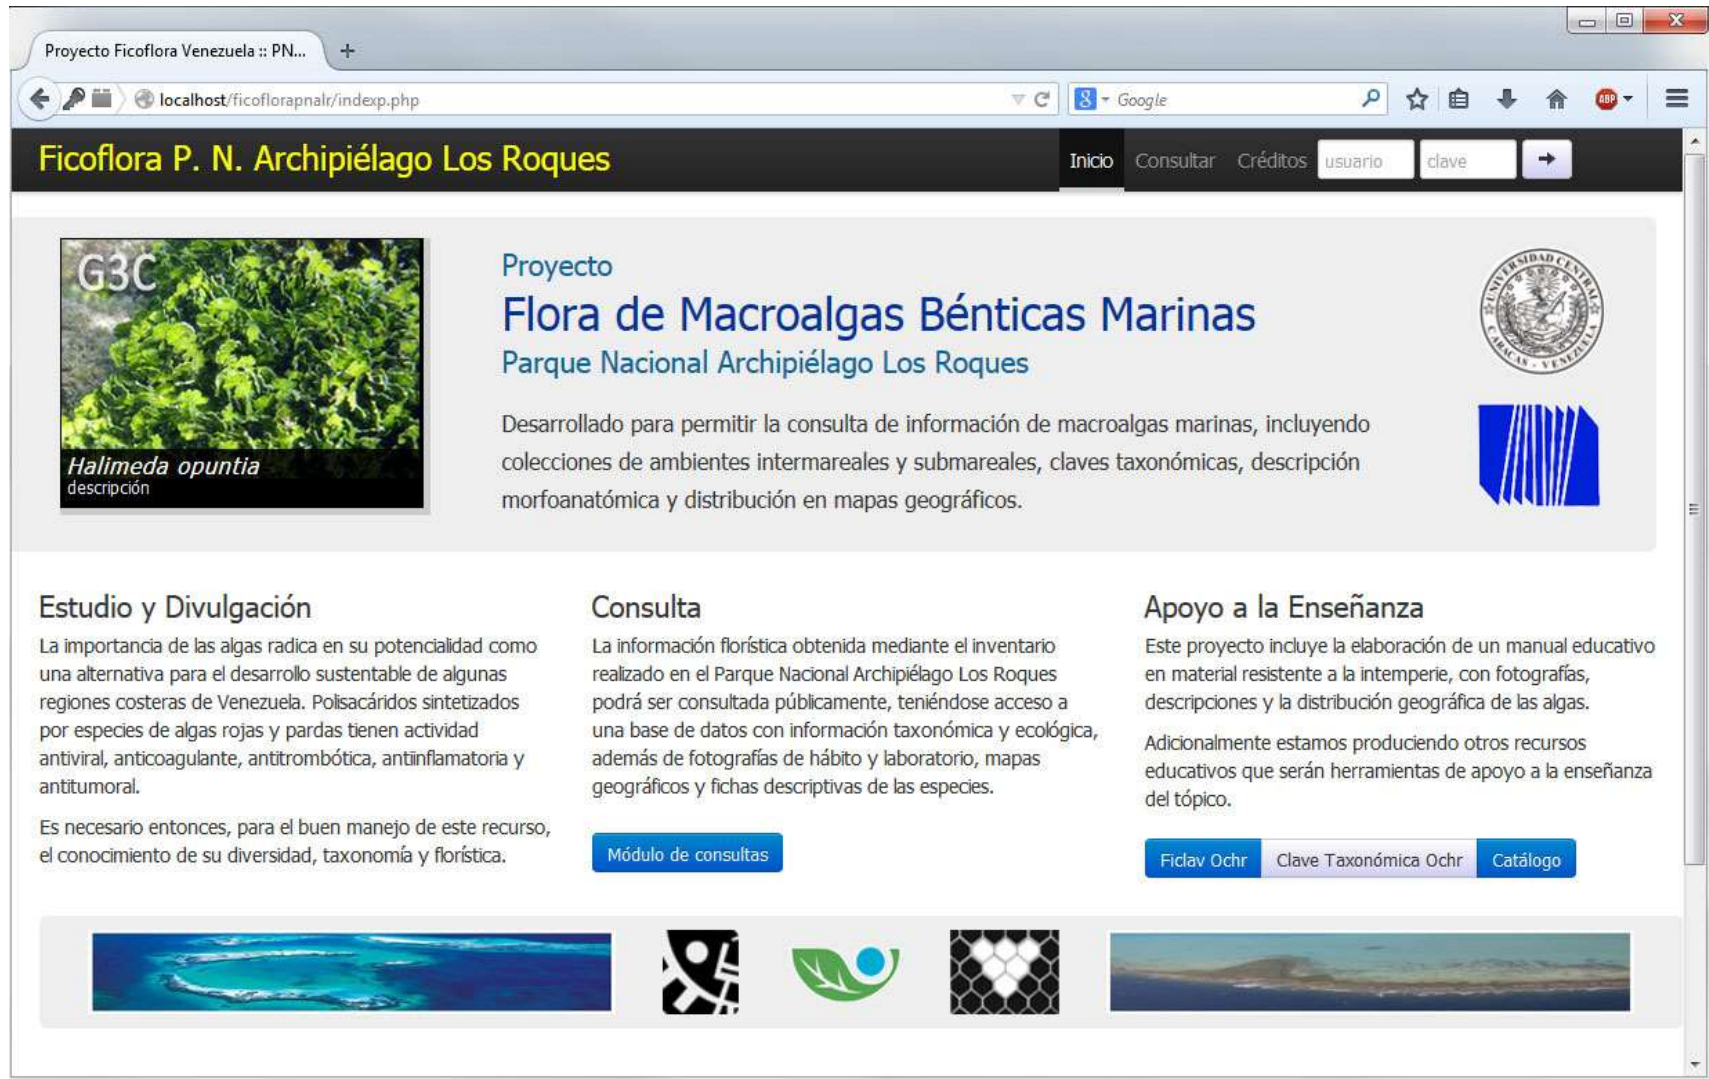 Proyecto Ficoflora Venezuela :: PN...
localhost/ficoflorapnalr/indexp.php
Google
ABP
Ficoflora P. N. Archipiélago Los Roques
Inicio
Consultar
Créditos
usuario
clave
G3C
Halimeda opuntia
descripción
Proyecto
Flora de Macroalgas Bénticas Marinas
Parque Nacional Archipiélago Los Roques
Desarrollado para permitir la consulta de información de macroalgas marinas, incluyendo
colecciones de ambientes intermareales y submareales, claves taxonómicas, descripción
morfoanatómica y distribución en mapas geográficos.
UNIVERSIDAD CENTRAL
CARACAS - VENEZUELA
Estudio y Divulgación
La importancia de las algas radica en su potencialidad como
una alternativa para el desarrollo sustentable de algunas
regiones costeras de Venezuela. Polisacáridos sintetizados
por especies de algas rojas y pardas tienen actividad
antiviral, anticoagulante, antitrombótica, antiinflamatoria y
antitumoral.
Es necesario entonces, para el buen manejo de este recurso,
el conocimiento de su diversidad, taxonomía y florística.
Consulta
La información florística obtenida mediante el inventario
realizado en el Parque Nacional Archipiélago Los Roques
podrá ser consultada públicamente, teniéndose acceso a
una base de datos con información taxonómica y ecológica,
además de fotografías de hábito y laboratorio, mapas
geográficos y fichas descriptivas de las especies.
Módulo de consultas
Apoyo a la Enseñanza
Este proyecto incluye la elaboración de un manual educativo
en material resistente a la intemperie, con fotografías,
descripciones y la distribución geográfica de las algas.
Adicionalmente estamos produciendo otros recursos
educativos que serán herramientas de apoyo a la enseñanza
del tópico.
Ficlav Ochr
Clave Taxonómica Ochr
Catálogo